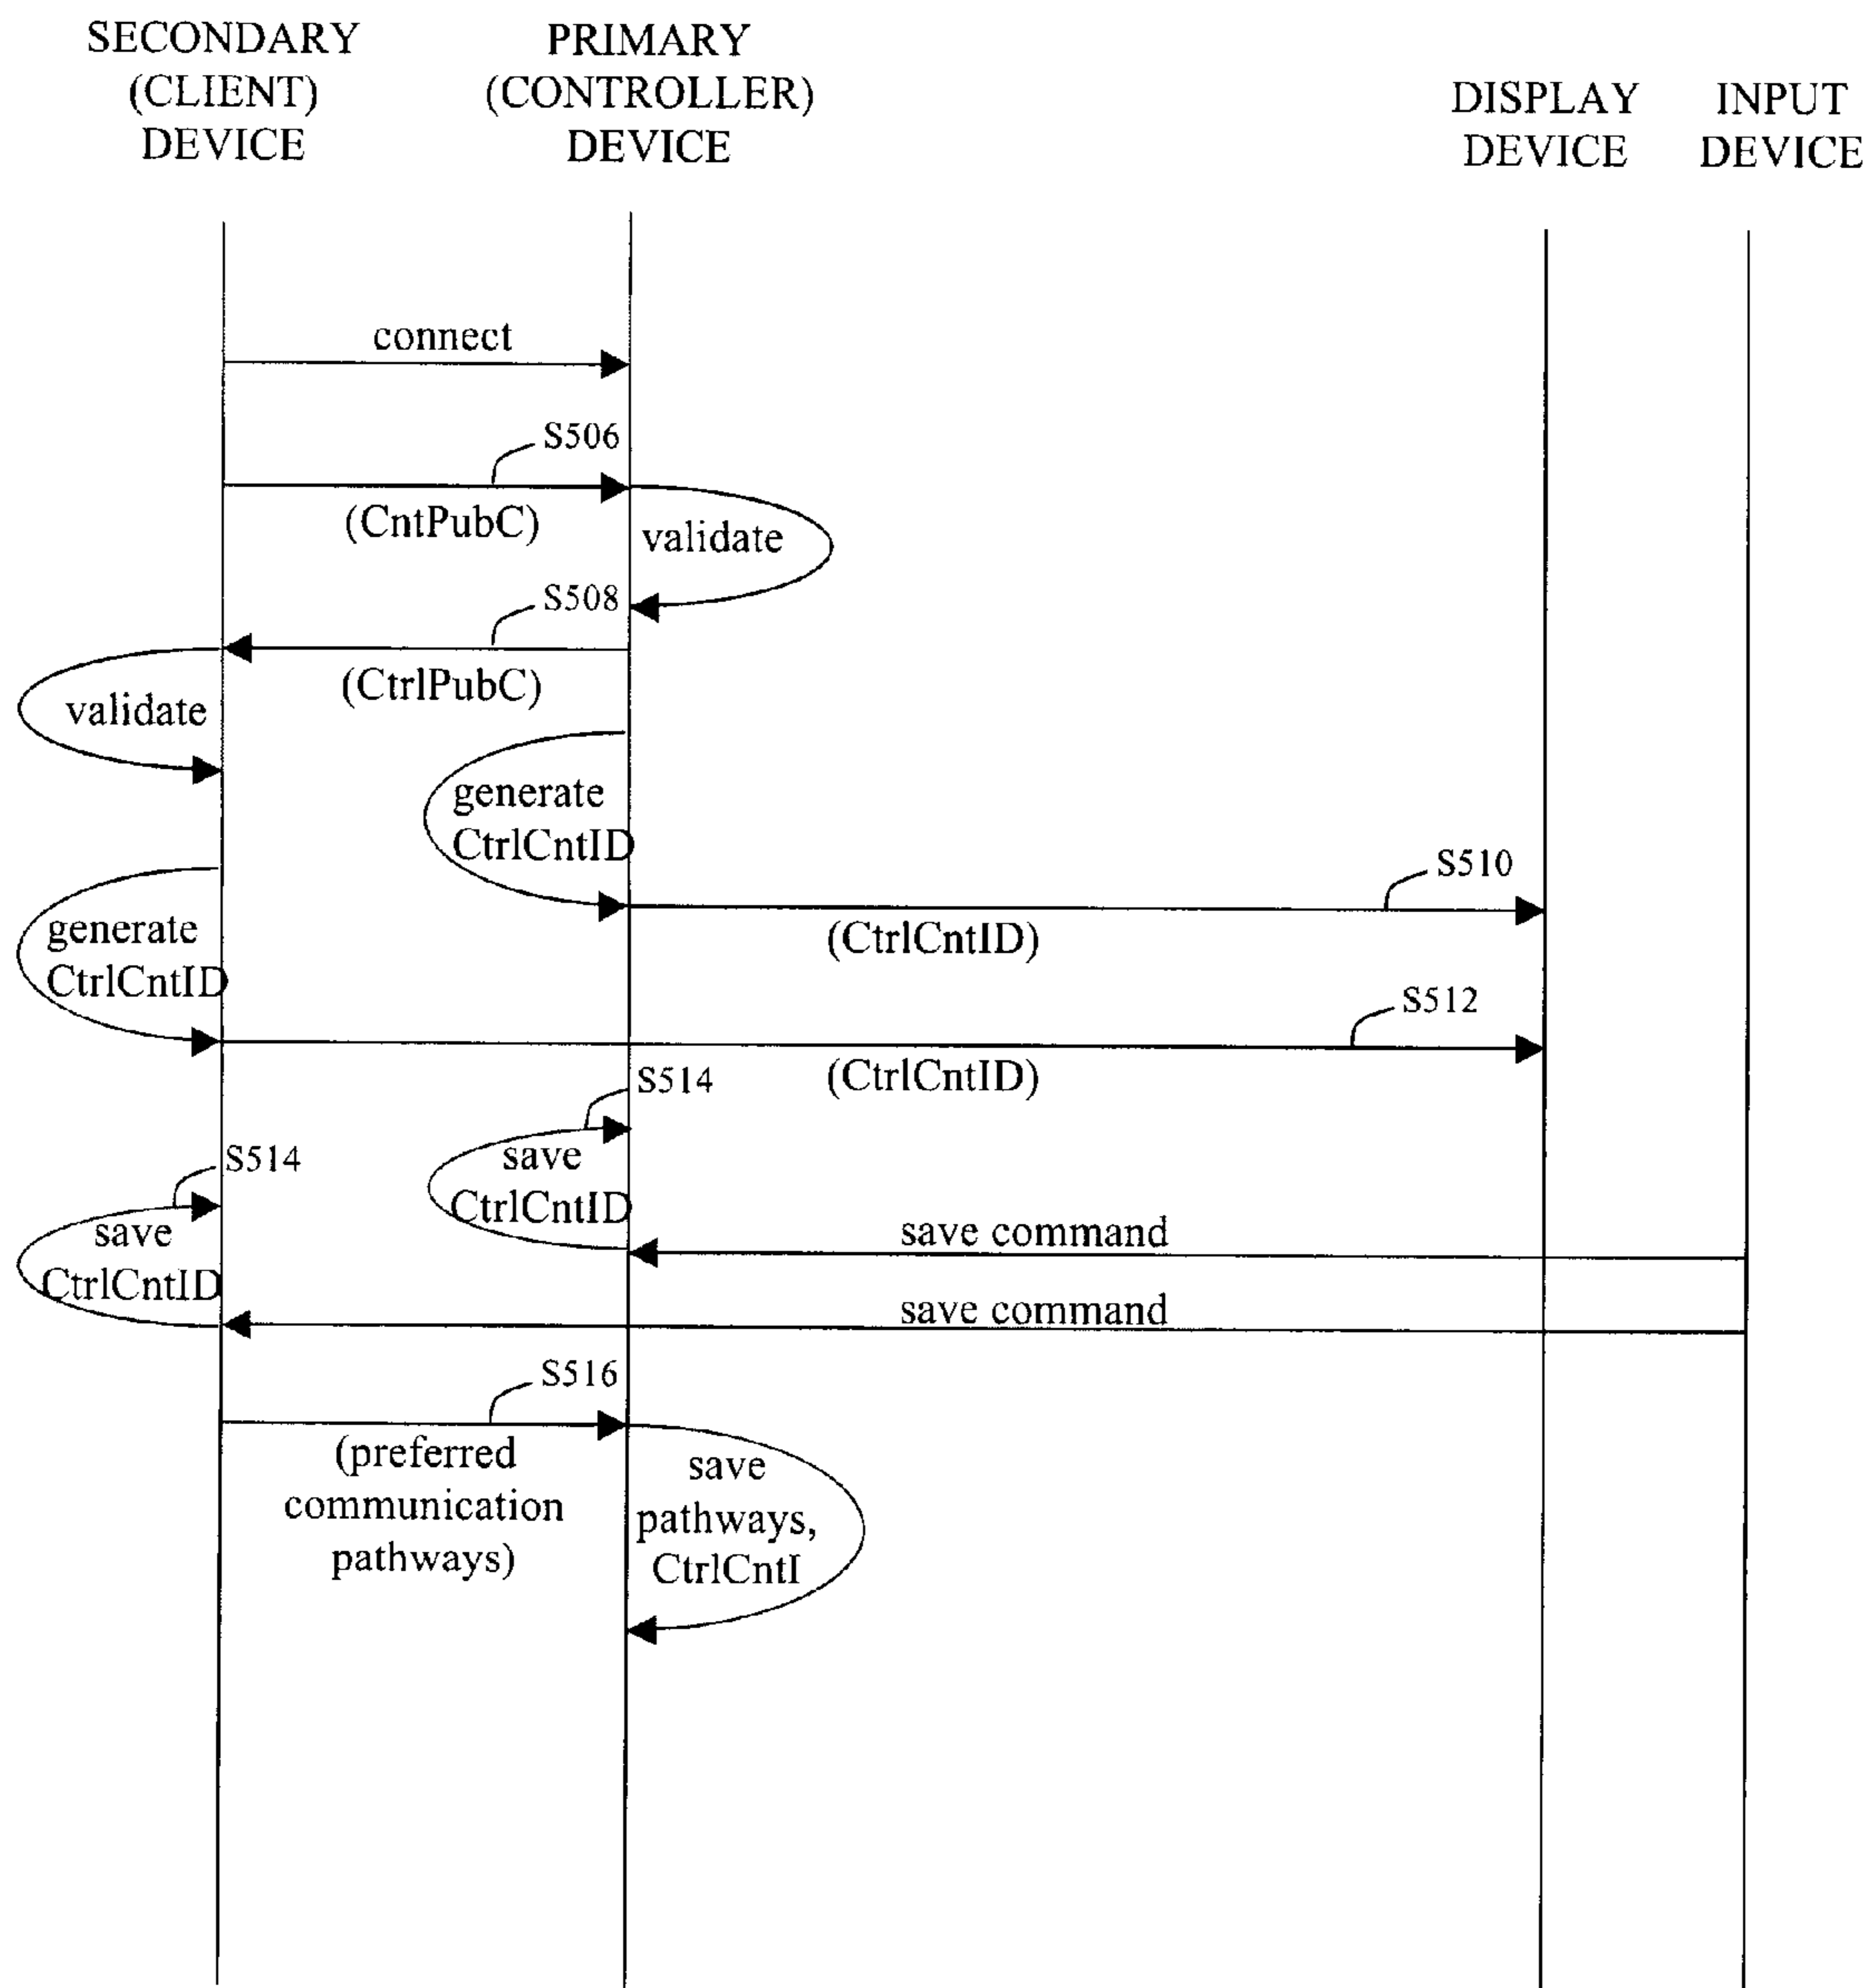 SECONDARY
(CLIENT)
DEVICE
PRIMARY
(CONTROLLER)
DEVICE
DISPLAY
DEVICE
INPUT
DEVICE
connect
S506
(CntPubC)
validate
S508
(CtrlPubC)
validate
generate
CtrlCntID
S510
(CtrlCntID)
generate
CtrlCntID
S512
(CtrlCntID)
S514
save
CtrlCntID
S514
save
CtrlCntID
save command
save command
S516
(preferred
communication
pathways)
save
pathways,
CtrlCntI